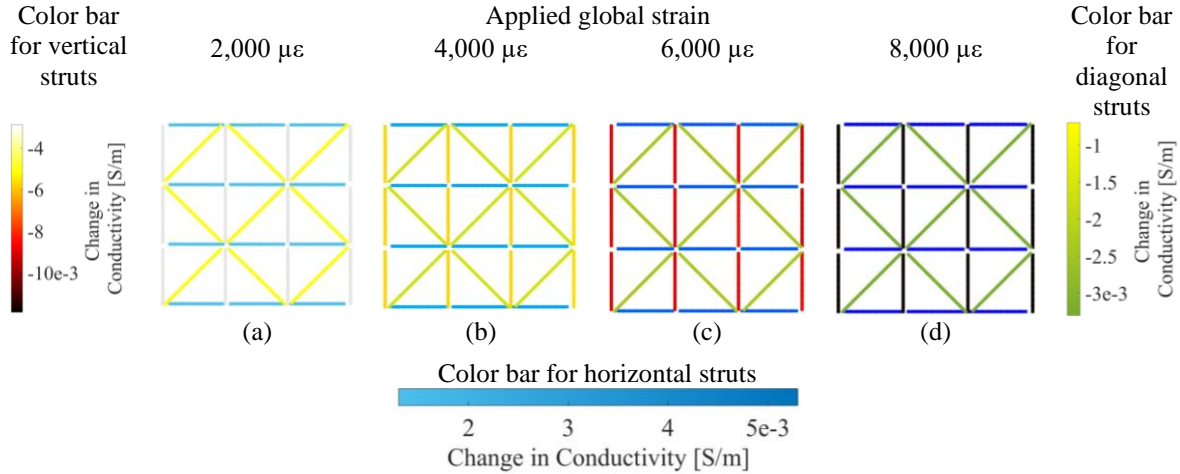 Color bar
for vertical
struts
Applied global strain
2,000 µε
4,000 µε
6,000 µε
8,000 µε
Color bar
for
diagonal
struts
-4
-6
-8
-10e-3
Change in
Conductivity [S/m]
-1
-1.5
-2
-2.5
-3e-3
Change in
Conductivity [S/m]
(a)
(b)
(c)
(d)
Color bar for horizontal struts
2
3
4
5e-3
Change in Conductivity [S/m]